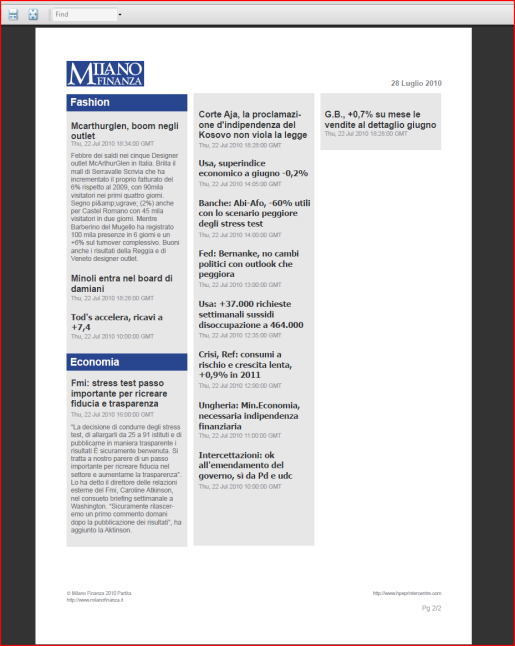 Find
MILANO
FINANZA
28 Luglio 2010
Fashion
Mcarthurglen, boom negli
outlet
Thu, 22 Jul 2010 18:34:00 GMT
Febbre dei saldi nei cinque Designer
outlet McArthurGlen in Italia. Brilla il
mall di Serravalle Scrivia che ha
incrementato il proprio fatturato del
6% rispetto al 2009, con 90mila
visitatori nei primi quattro giorni.
Segno pi&amp;ugrave; (2%) anche
per Castel Romano con 45 mila
visitatori in due giorni. Mentre
Barberino del Mugello ha registrato
100 mila presenze in 6 giorni e un
+6% sul turnover complessivo. Buoni
anche i risultati della Reggia e di
Veneto designer outlet.
Minoli entra nel board di
damiani
Thu, 22 Jul 2010 18:26:00 GMT
Tod's accelera, ricavi a
+7,4
Thu, 22 Jul 2010 10:00:00 GMT
Economia
Fmi: stress test passo
importante per ricreare
fiducia e trasparenza
Thu, 22 Jul 2010 16:00:00 GMT
"La decisione di condurre degli stress
test, di allargarli da 25 a 91 istituti e di
pubblicarne in maniera trasparente i
risultati È sicuramente benvenuta. Si
tratta a nostro parere di un passo
importante per ricreare fiducia nel
settore e aumentarne la trasparenza".
Lo ha detto il direttore delle relazioni
esterne del Fmi, Caroline Atkinson,
nel consueto briefing settimanale a
Washington. "Sicuramente rilascer-
emo un primo commento domani
dopo la pubblicazione dei risultati", ha
aggiunto la Aktinson.
Corte Aja, la proclamazi-
one d'indipendenza del
Kosovo non viola la legge
Thu, 22 Jul 2010 18:28:00 GMT
Usa, superindice
economico a giugno -0,2%
Thu, 22 Jul 2010 14:05:00 GMT
Banche: Abi-Afo, -60% utili
con lo scenario peggiore
degli stress test
Thu, 22 Jul 2010 14:00:00 GMT
Fed: Bernanke, no cambi
politici con outlook che
peggiora
Thu, 22 Jul 2010 13:00:00 GMT
Usa: +37.000 richieste
settimanali sussidi
disoccupazione a 464.000
Thu, 22 Jul 2010 12:35:00 GMT
Crisi, Ref: consumi a
rischio e crescita lenta,
+0,9% in 2011
Thu, 22 Jul 2010 12:00:00 GMT
Ungheria: Min.Economia,
necessaria indipendenza
finanziaria
Thu, 22 Jul 2010 11:00:00 GMT
Intercettazioni: ok
all'emendamento del
governo, sì da Pd e udc
Thu, 22 Jul 2010 10:00:00 GMT
G.B., +0,7% su mese le
vendite al dettaglio giugno
Thu, 22 Jul 2010 18:28:00 GMT
© Milano Finanza 2010 Partita
http://www.milanofinanza.it
http://www.hpeprintercentre.com
Pg 2/2